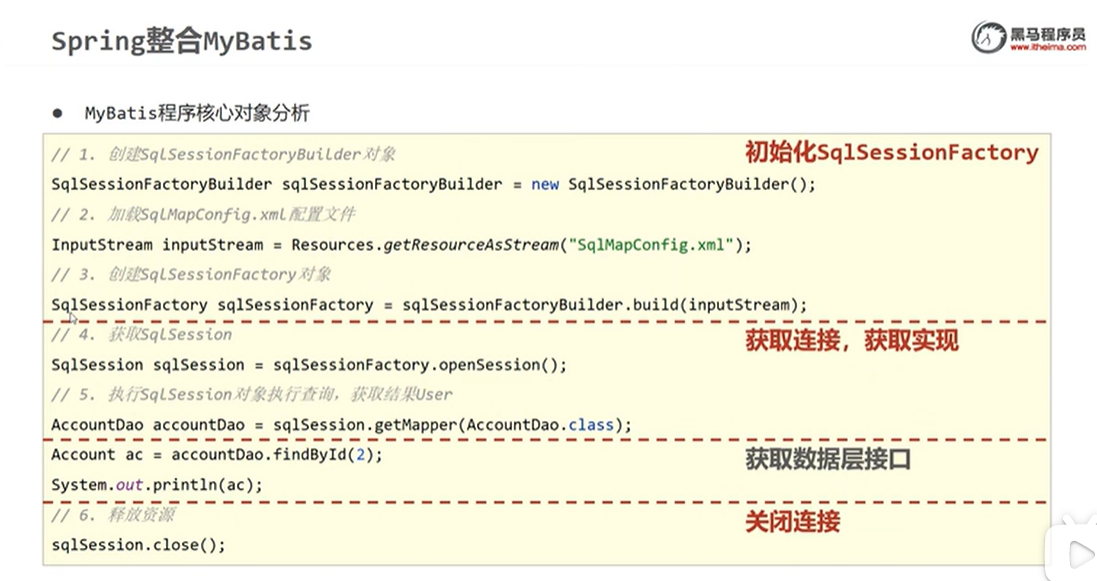 Spring整合MyBatis
黑马程序员
www.itheima.com
● MyBatis程序核心对象分析
// 1. 创建SqlSessionFactoryBuilder对象
初始化SqlSessionFactory
SqlSessionFactoryBuilder sqlSessionFactoryBuilder = new SqlSessionFactoryBuilder();
// 2. 加载SqlMapConfig.xml配置文件
InputStream inputStream = Resources.getResourceAsStream("SqlMapConfig.xml");
// 3. 创建SqlSessionFactory对象
SqlSessionFactory sqlSessionFactory = sqlSessionFactoryBuilder.build(inputStream);
// 4. 获取SqlSession
获取连接，获取实现
SqlSession sqlSession = sqlSessionFactory.openSession();
// 5. 执行SqlSession对象执行查询，获取结果User
AccountDao accountDao = sqlSession.getMapper(AccountDao.class);
Account ac = accountDao.findById(2);
获取数据层接口
System.out.println(ac);
// 6. 释放资源
关闭连接
sqlSession.close();